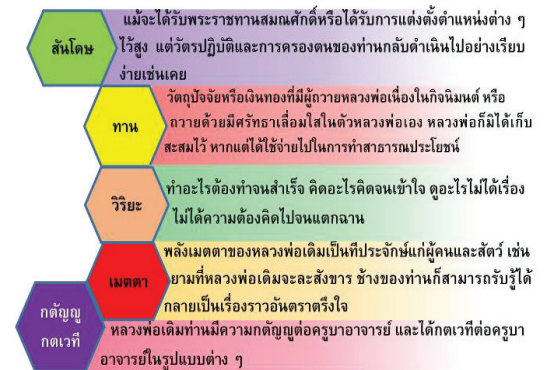 สันโดษ
แม้จะได้รับพระราชทานสมณศักดิ์หรือได้รับการแต่งตั้งตำแหน่งต่าง ๆ
ไว้สูง แต่วัตรปฏิบัติและการครองตนของท่านกลับดำเนินไปอย่างเรียบ
ง่ายเช่นเคย
ทาน
วัตถุปัจจัยหรือเงินทองที่มีผู้ถวายหลวงพ่อเนื่องในกิจนิมนต์ หรือ
ถวายด้วยมีศรัทธาเลื่อมใสในตัวหลวงพ่อเอง หลวงพ่อก็มิได้เก็บ
สะสมไว้ หากแต่ได้ใช้จ่ายไปในการทำสาธารณประโยชน์
วิริยะ
ทำอะไรต้องทำจนสำเร็จ คิดอะไรคิดจนเข้าใจ ดูอะไรไม่ได้เรื่อง
ไม่ได้ความต้องคิดไปจนแตกฉาน
เมตตา
พลังเมตตาของหลวงพ่อเดิมเป็นที่ประจักษ์แก่ผู้คนและสัตว์ เช่น
ยามที่หลวงพ่อเดิมจะละสังขาร ช้างของท่านก็สามารถรับรู้ได้
กลายเป็นเรื่องราวอันตราตรึงใจ
กตัญญู
กตเวที
หลวงพ่อเดิมท่านมีความกตัญญูต่อครูบาอาจารย์ และได้กตเวทีต่อครูบา
อาจารย์ในรูปแบบต่าง ๆ